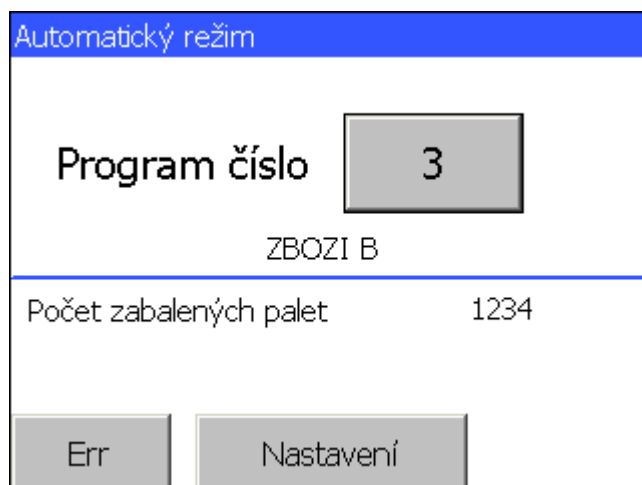 Automatický režim
Program číslo 3
ZBOZI B
Počet zabalených palet 1234
Err Nastavení